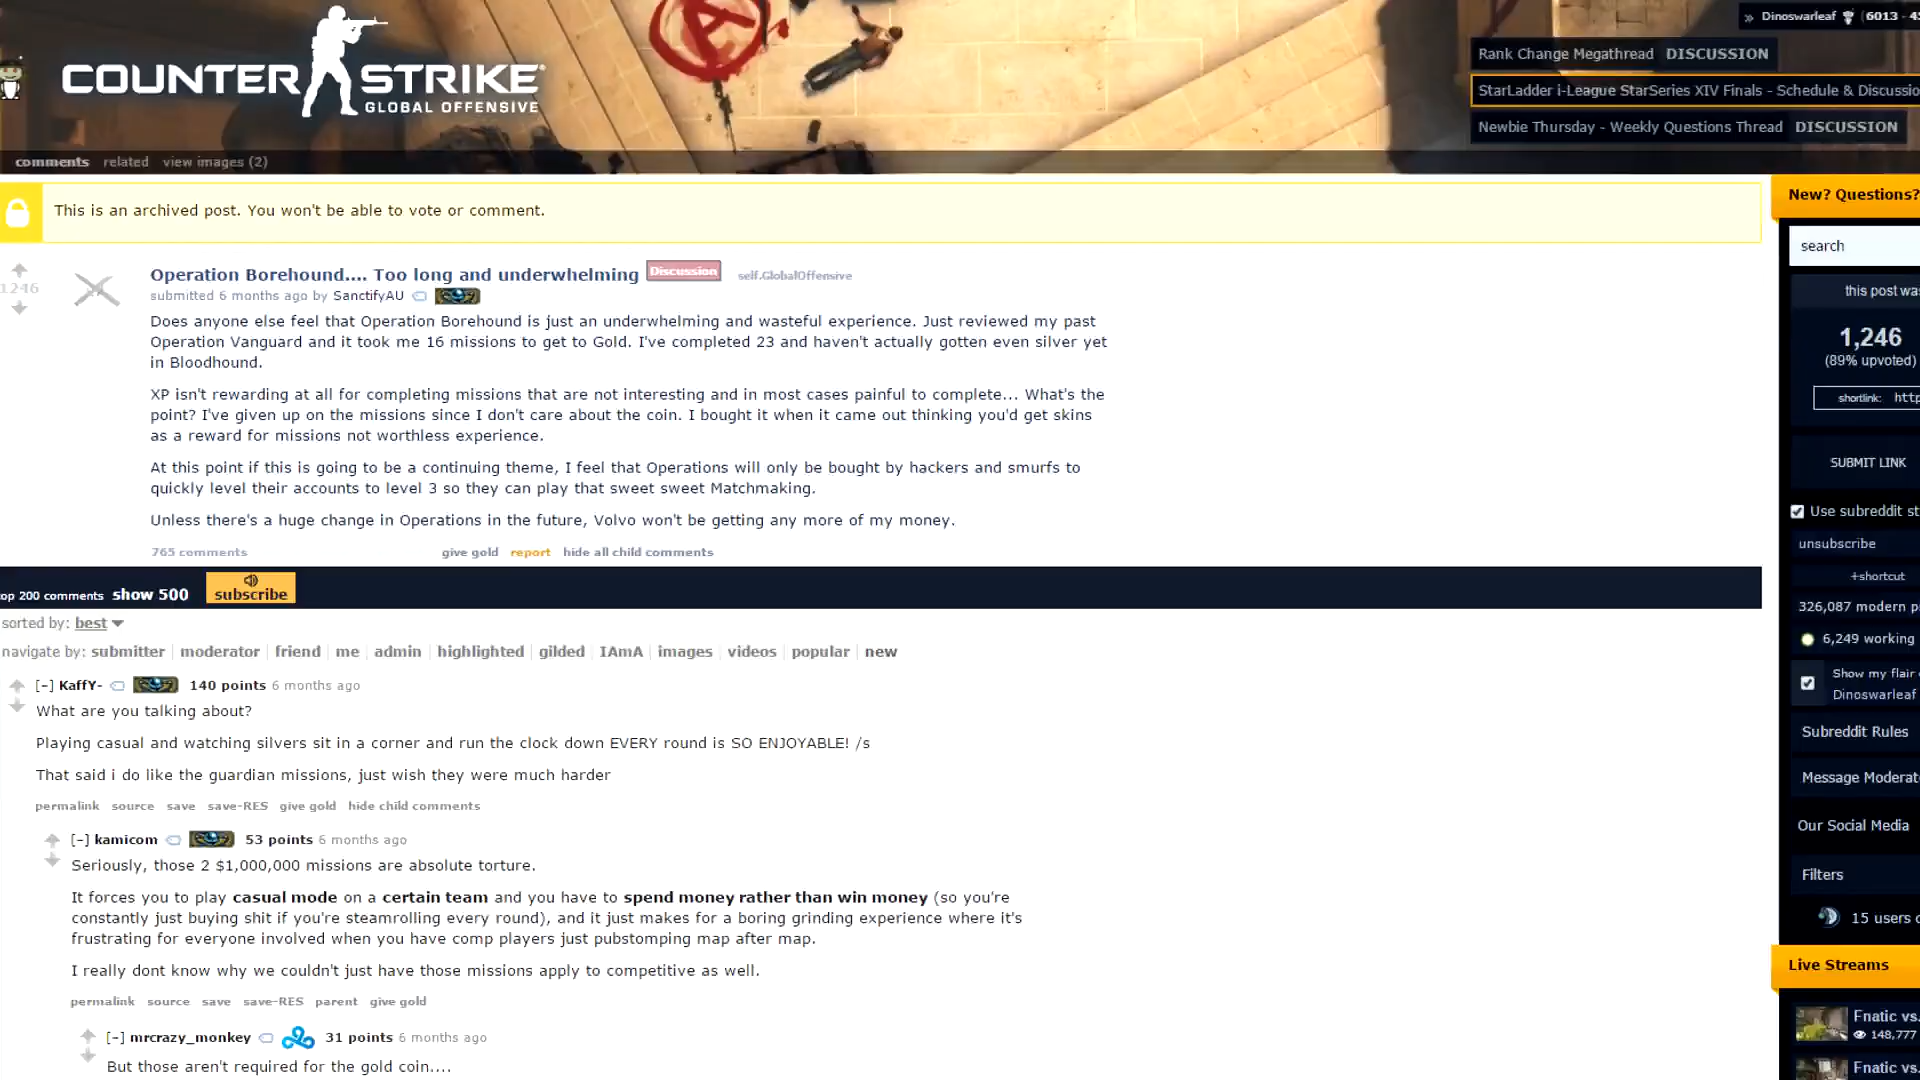 » Dinoswarleaf (6013
COUNTER STRIKE
GLOBAL OFFENSIVE
Rank Change Megathread DISCUSSION
StarLadder i-League StarSeries XIV Finals - Schedule & Discussio
Newbie Thursday - Weekly Questions Thread DISCUSSION
comments related view images (2)
This is an archived post. You won't be able to vote or comment.
1246
Operation Borehound.... Too long and underwhelming Discussion self.GlobalOffensive
submitted 6 months ago by SanctifyAU
Does anyone else feel that Operation Borehound is just an underwhelming and wasteful experience. Just reviewed my past
Operation Vanguard and it took me 16 missions to get to Gold. I've completed 23 and haven't actually gotten even silver yet
in Bloodhound.
XP isn't rewarding at all for completing missions that are not interesting and in most cases painful to complete... What's the
point? I've given up on the missions since I don't care about the coin. I bought it when it came out thinking you'd get skins
as a reward for missions not worthless experience.
At this point if this is going to be a continuing theme, I feel that Operations will only be bought by hackers and smurfs to
quickly level their accounts to level 3 so they can play that sweet sweet Matchmaking.
Unless there's a huge change in Operations in the future, Volvo won't be getting any more of my money.
765 comments give gold report hide all child comments
op 200 comments show 500 subscribe
sorted by: best
navigate by: submitter moderator friend me admin highlighted gilded IAmA images videos popular new
[-] KaffY- 140 points 6 months ago
What are you talking about?
Playing casual and watching silvers sit in a corner and run the clock down EVERY round is SO ENJOYABLE! /s
That said i do like the guardian missions, just wish they were much harder
permalink source save save-RES give gold hide child comments
[-] kamicom 53 points 6 months ago
Seriously, those 2 $1,000,000 missions are absolute torture.
It forces you to play casual mode on a certain team and you have to spend money rather than win money (so you're
constantly just buying shit if you're steamrolling every round), and it just makes for a boring grinding experience where it's
frustrating for everyone involved when you have comp players just pubstomping map after map.
I really dont know why we couldn't just have those missions apply to competitive as well.
permalink source save save-RES parent give gold
[-] mrcrazy_monkey 31 points 6 months ago
But those aren't required for the gold coin....
New? Questions?
search
this post was
1,246
(89% upvoted)
shortlink: http
SUBMIT LINK
Use subreddit st
unsubscribe
+shortcut
326,087 modern p
6,249 working
Show my flair
Dinoswarleaf
Subreddit Rules
Message Moderat
Our Social Media
Filters
15 users
Live Streams
Fnatic vs.
148,777
Fnatic vs.